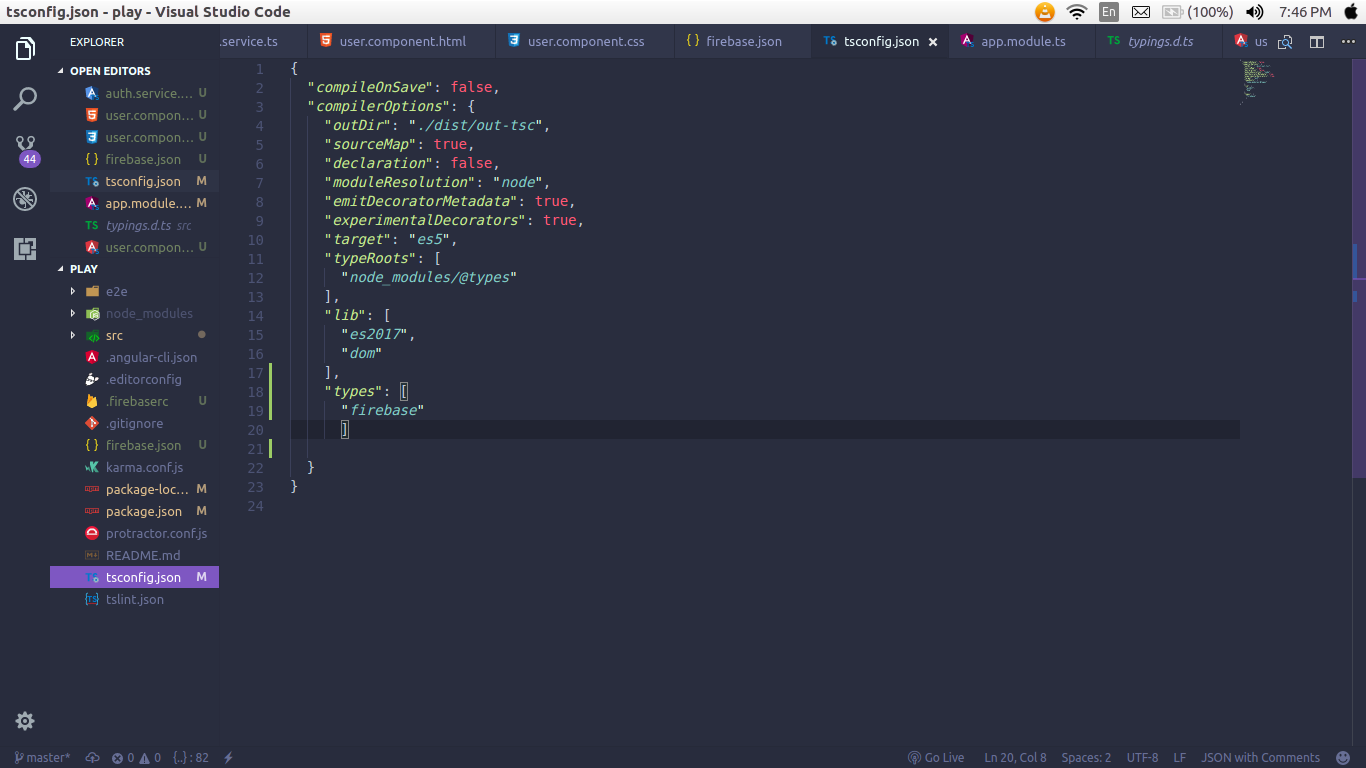 tsconfig.json - play - Visual Studio Code
En
(100%)
7:46 PM
EXPLORER
OPEN EDITORS
auth.service.... U
user.compon... U
user.compon... U
firebase.json U
tsconfig.json M
app.module.... M
TS typings.d.ts src
user.compon... U
PLAY
e2e
node_modules
src
.angular-cli.json
.editorconfig
.firebaserc U
.gitignore
{ } firebase.json U
karma.conf.js
package-loc... M
package.json M
protractor.conf.js
README.md
tsconfig.json M
tslint.json
44
.service.ts
user.component.html
user.component.css
{ } firebase.json
tsconfig.json ×
app.module.ts
TS typings.d.ts
us
1 {
2 "compileOnSave": false,
3 "compilerOptions": {
4 "outDir": "./dist/out-tsc",
5 "sourceMap": true,
6 "declaration": false,
7 "moduleResolution": "node",
8 "emitDecoratorMetadata": true,
9 "experimentalDecorators": true,
10 "target": "es5",
11 "typeRoots": [
12 "node_modules/@types"
13 ],
14 "lib": [
15 "es2017",
16 "dom"
17 ],
18 "types": [
19 "firebase"
20 ]
21
22 }
23 }
24
master*
0 0
{..} : 82
Go Live
Ln 20, Col 8
Spaces: 2
UTF-8
LF
JSON with Comments